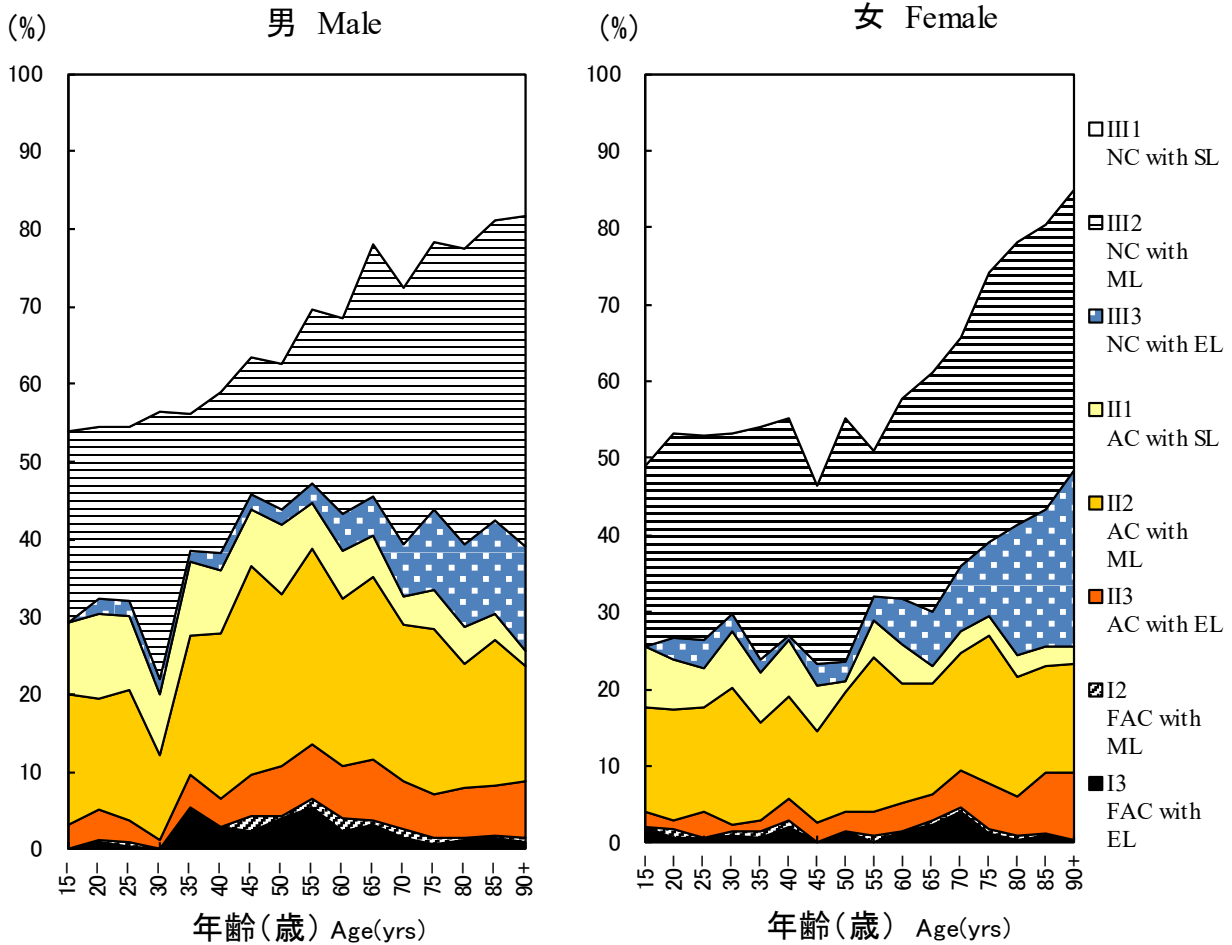 (%)
男 Male
100
90
80
70
60
50
40
30
20
10
0
15-
20-
25-
30-
35-
40-
45-
50-
55-
60-
65-
70-
75-
80-
85-
90+
年齢(歳) Age(yrs)
(%)
女 Female
100
90
80
70
60
50
40
30
20
10
0
15-
20-
25-
30-
35-
40-
45-
50-
55-
60-
65-
70-
75-
80-
85-
90+
年齢(歳) Age(yrs)
III1
NC with SL
III2
NC with
ML
III3
NC with EL
II1
AC with SL
II2
AC with
ML
II3
AC with EL
I2
FAC with
ML
I3
FAC with
EL